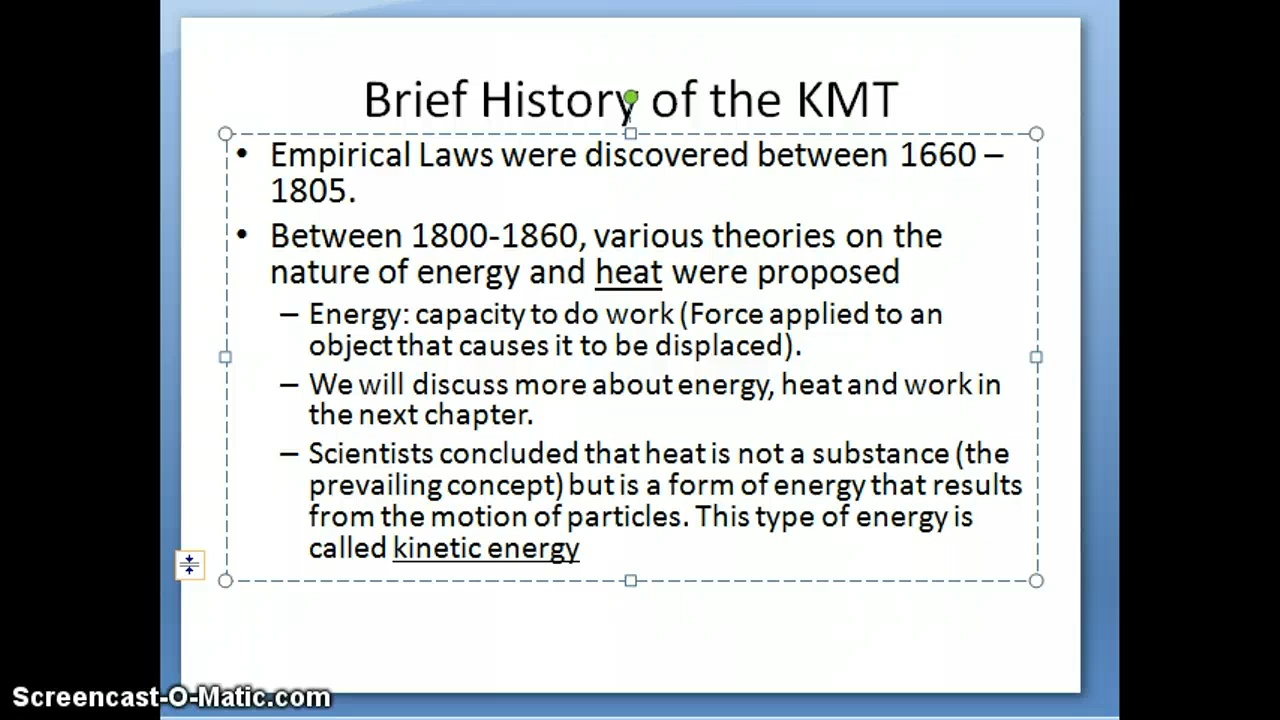 Brief History of the KMT
• Empirical Laws were discovered between 1660 –
1805.
• Between 1800-1860, various theories on the
nature of energy and heat were proposed
– Energy: capacity to do work (Force applied to an
object that causes it to be displaced).
– We will discuss more about energy, heat and work in
the next chapter.
– Scientists concluded that heat is not a substance (the
prevailing concept) but is a form of energy that results
from the motion of particles. This type of energy is
called kinetic energy
Screencast-O-Matic.com